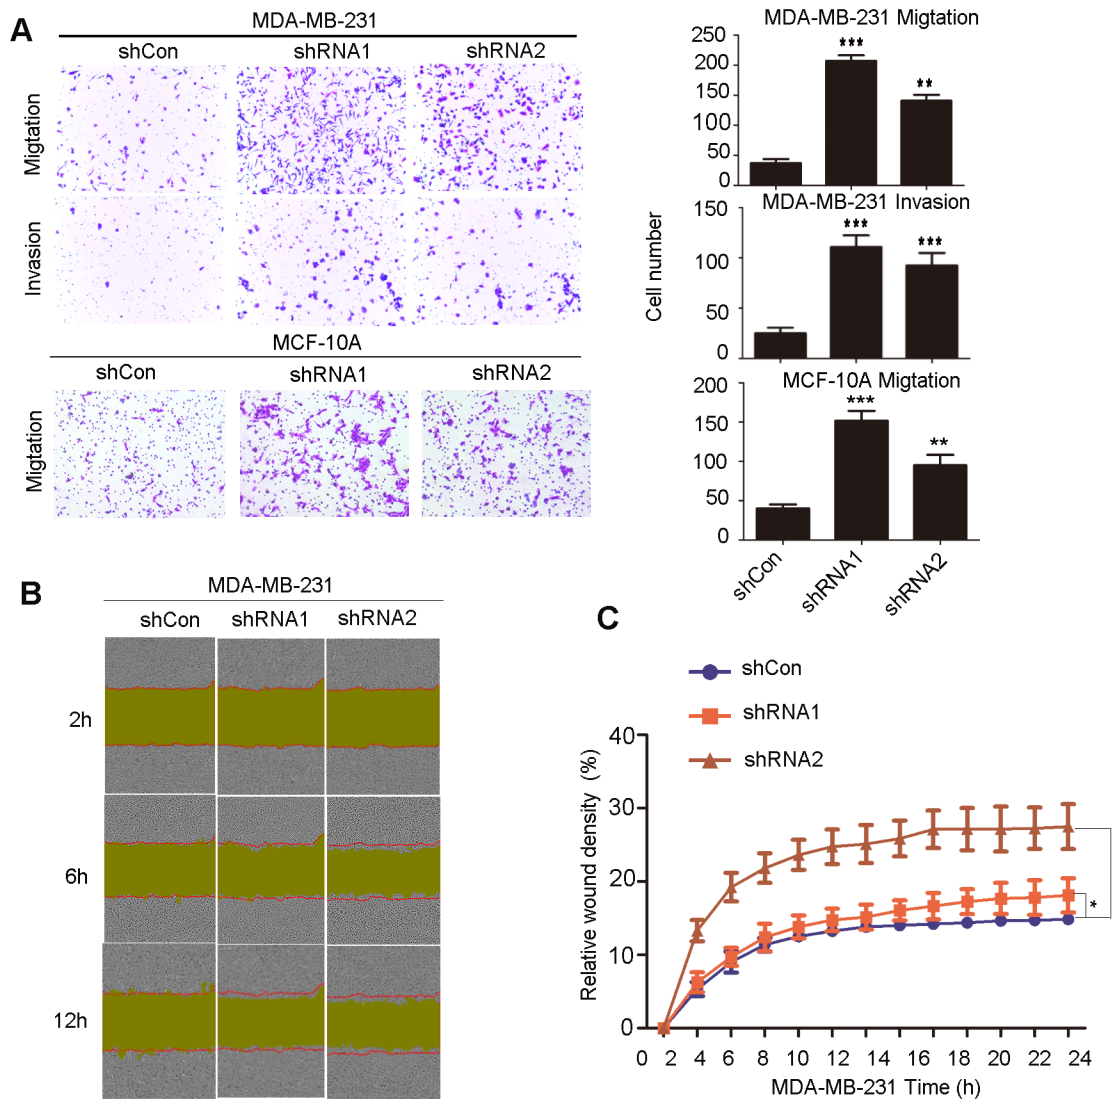 A
MDA-MB-231
shCon shRNA1 shRNA2
Migtation
Invasion
MCF-10A
shCon shRNA1 shRNA2
Migtation
MDA-MB-231 Migtation
250
200
150
100
50
0
***
**
MDA-MB-231 Invasion
150
100
50
0
***
***
Cell number
MCF-10A Migtation
200
150
100
50
0
***
**
shCon shRNA1 shRNA2
B
MDA-MB-231
shCon shRNA1 shRNA2
2h
6h
12h
C
shCon
shRNA1
shRNA2
Relative wound density (%)
40
30
20
10
0
*
0 2 4 6 8 10 12 14 16 18 20 22 24
MDA-MB-231 Time (h)